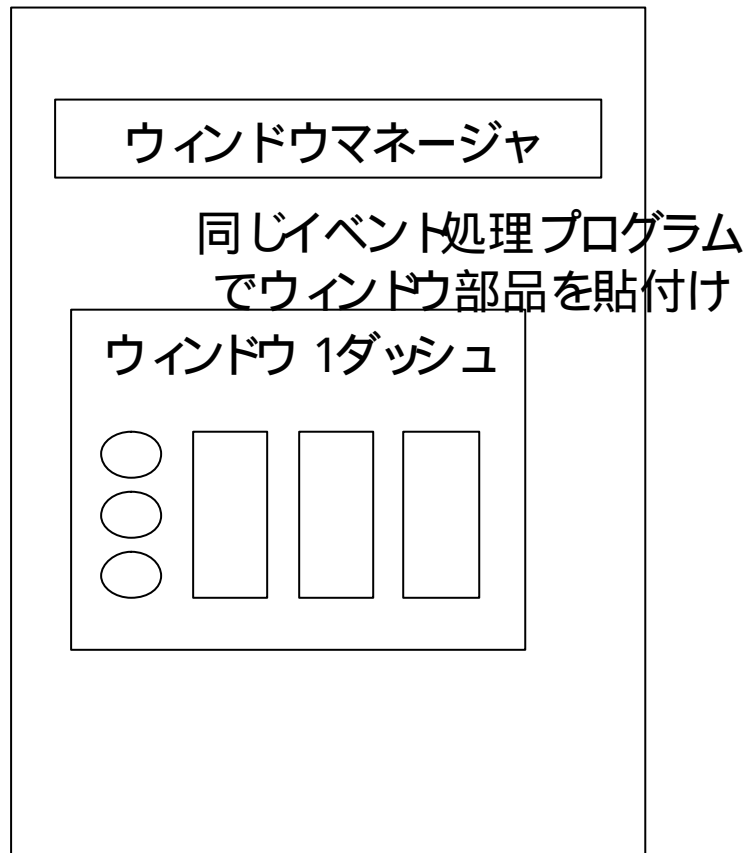 ウィンドウマネージャ
同じイベント処理プログラム
でウィンドウ部品を貼付け
ウィンドウ 1ダッシュ